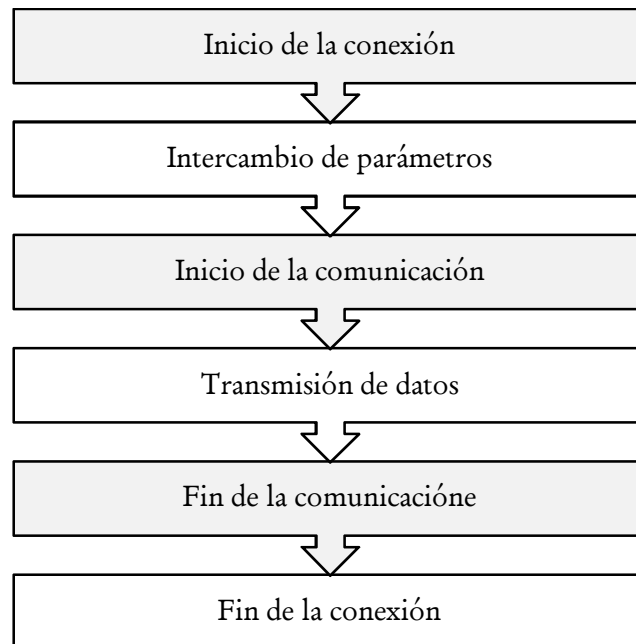 Inicio de la conexión
Intercambio de parámetros
Inicio de la comunicación
Transmisión de datos
Fin de la comunicacióne
Fin de la conexión